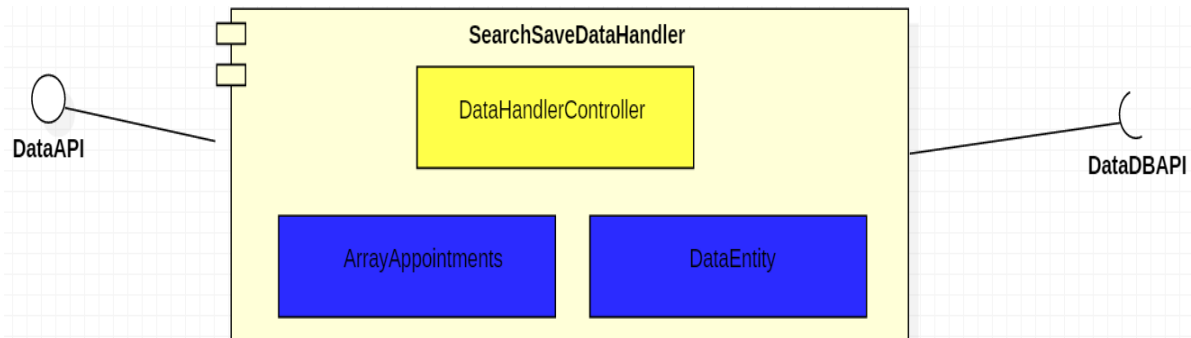 SearchSaveDataHandler
DataHandlerController
DataAPI
DataDBAPI
ArrayAppointments
DataEntity